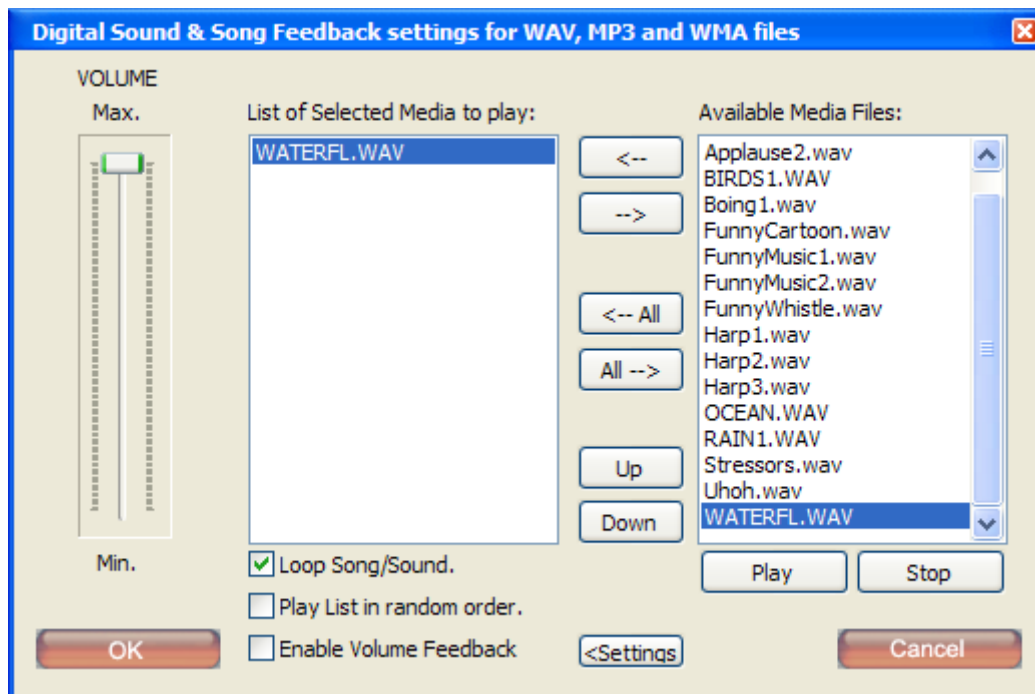 Digital Sound & Song Feedback settings for WAV, MP3 and WMA files
VOLUME
Max.
Min.
List of Selected Media to play:
WATERFL.WAV
<--
-->
<-- All
All -->
Up
Down
Available Media Files:
Applause2.wav
BIRDS1.WAV
Boing1.wav
FunnyCartoon.wav
FunnyMusic1.wav
FunnyMusic2.wav
FunnyWhistle.wav
Harp1.wav
Harp2.wav
Harp3.wav
OCEAN.WAV
RAIN1.WAV
Stressors.wav
Uhoh.wav
WATERFL.WAV
Play
Stop
Loop Song/Sound.
Play List in random order.
Enable Volume Feedback
<Settings
OK
Cancel